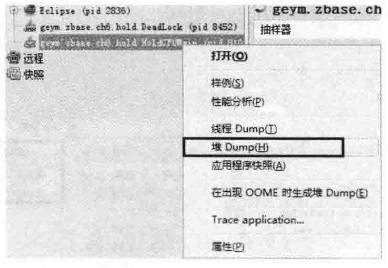 Eclipse (pid 2836)
geym.zbase.ch6.hold DeadLock (pid 8452)
geym.zbase.ch6.hold HoldCPUMain (pid
远程
快照
geym.zbase.ch
抽样器
打开(O)
样例(S)
性能分析(P)
线程 Dump(T)
堆 Dump(H)
应用程序快照(A)
在出现 OOME 时生成堆 Dump(E)
Trace application...
属性(P)